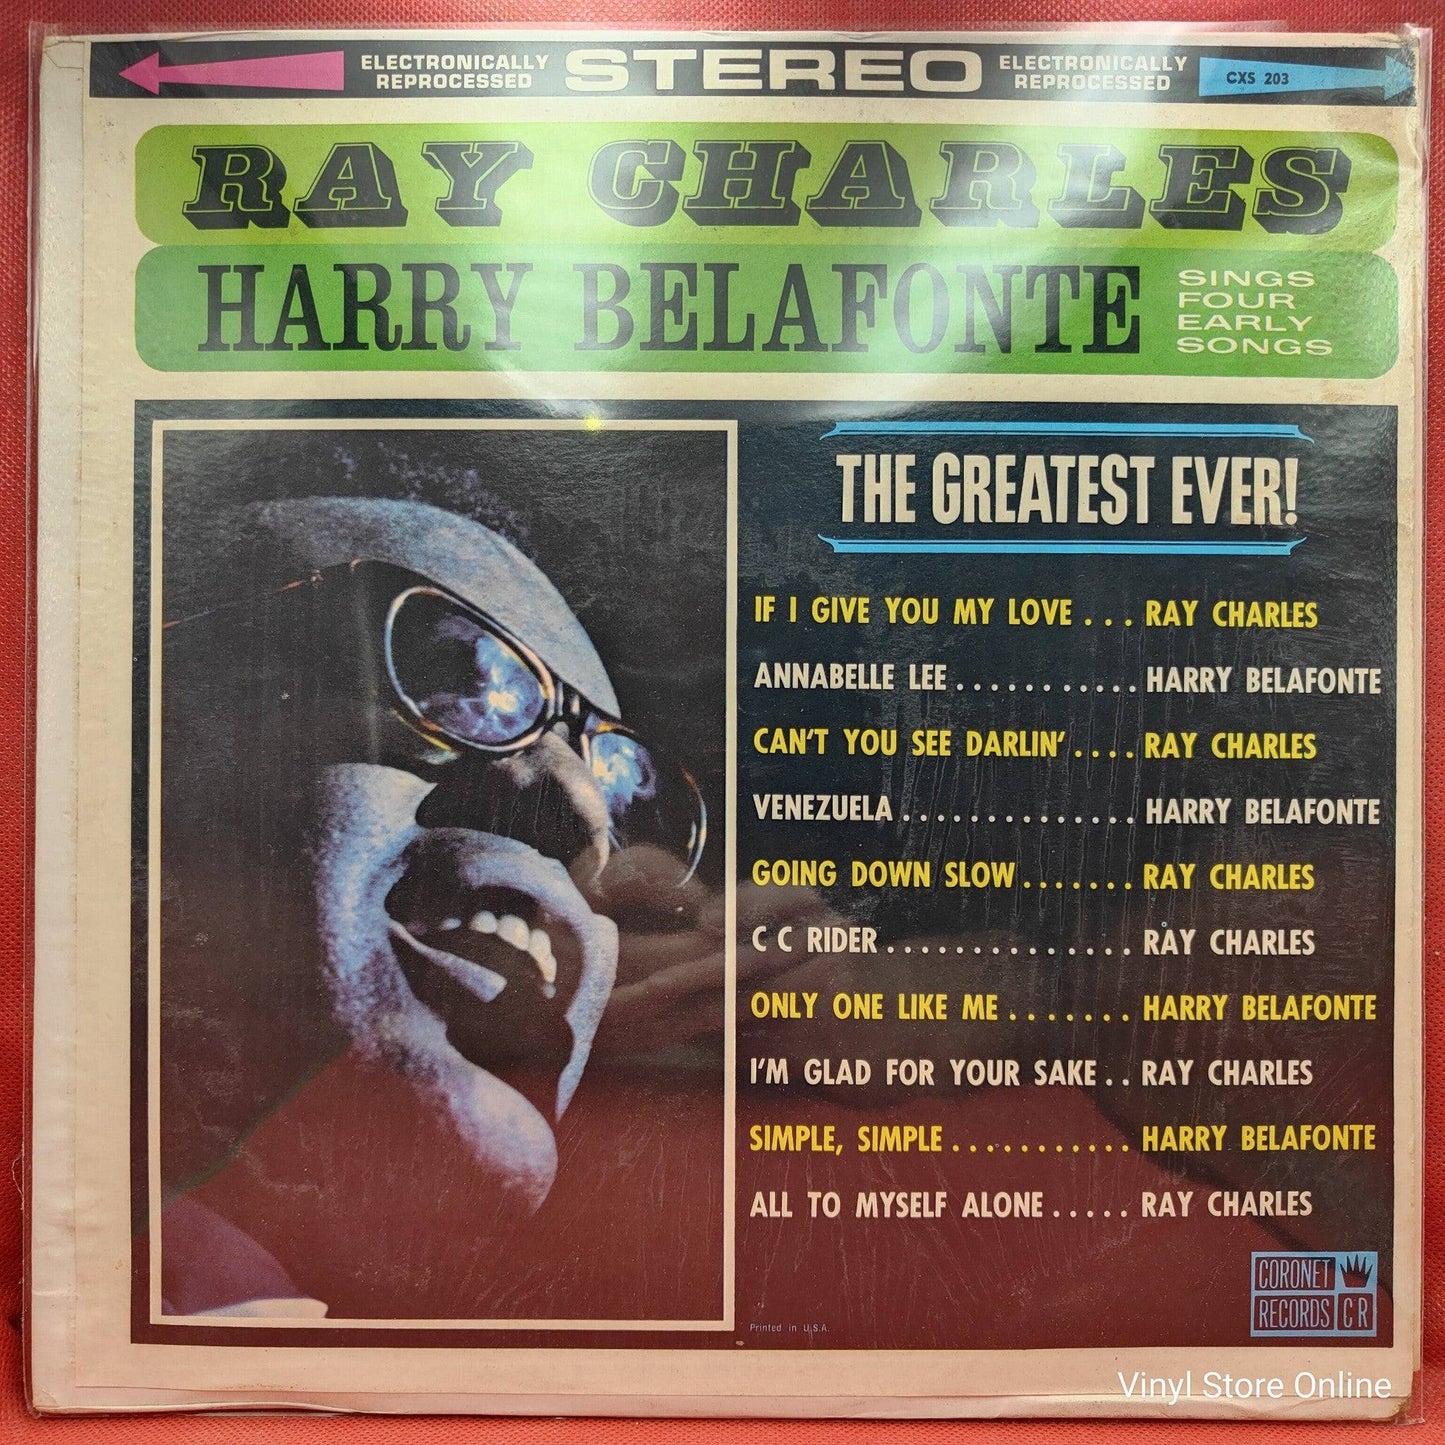 ELECTRONICALLY REPROCESSED STEREO ELECTRONICALLY REPROCESSED CXS 203
RAY CHARLES
HARRY BELAFONTE
SINGS
FOUR
EARLY
SONGS
THE GREATEST EVER!
IF I GIVE YOU MY LOVE . . . RAY CHARLES
ANNABELLE LEE . . . . . . . . . . . HARRY BELAFONTE
CAN'T YOU SEE DARLIN' . . . . RAY CHARLES
VENEZUELA . . . . . . . . . . . . . . HARRY BELAFONTE
GOING DOWN SLOW . . . . . . . RAY CHARLES
C C RIDER . . . . . . . . . . . . . . . RAY CHARLES
ONLY ONE LIKE ME . . . . . . . HARRY BELAFONTE
I'M GLAD FOR YOUR SAKE . . RAY CHARLES
SIMPLE, SIMPLE . . . . . . . . . . . HARRY BELAFONTE
ALL TO MYSELF ALONE . . . . . RAY CHARLES
CORONET
RECORDS CR
Printed in U.S.A.
Vinyl Store Online